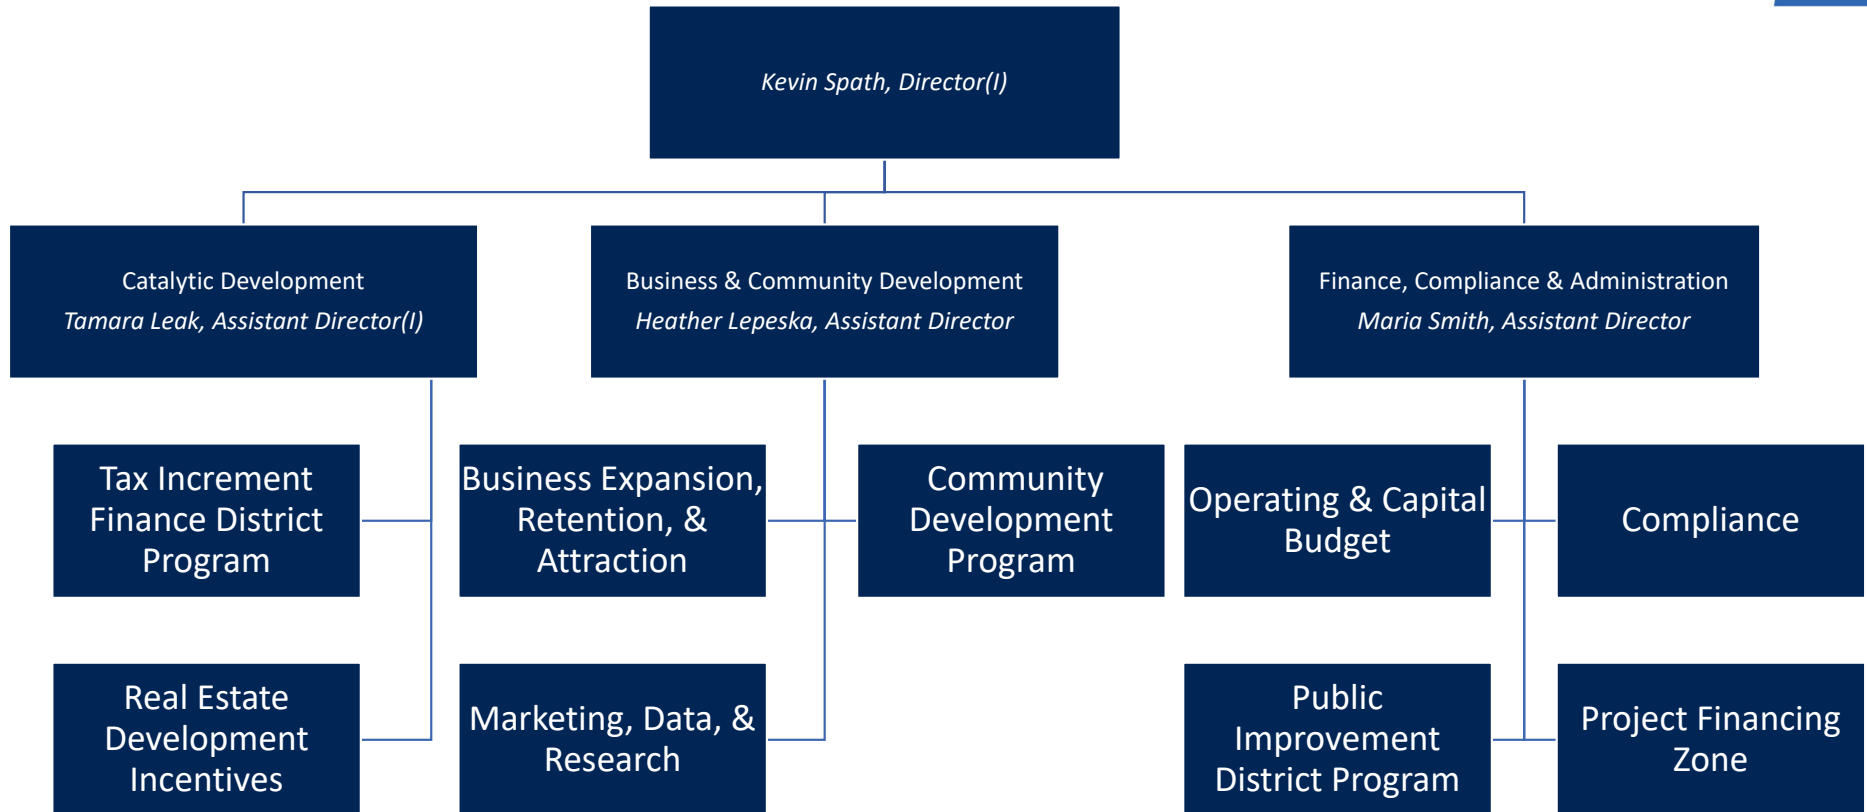 Kevin Spath, Director(I)
Catalytic Development
Tamara Leak, Assistant Director(I)
Business & Community Development
Heather Lepeska, Assistant Director
Finance, Compliance & Administration
Maria Smith, Assistant Director
Tax Increment
Finance District
Program
Business Expansion,
Retention, &
Attraction
Community
Development
Program
Operating & Capital
Budget
Compliance
Real Estate
Development
Incentives
Marketing, Data, &
Research
Public
Improvement
District Program
Project Financing
Zone